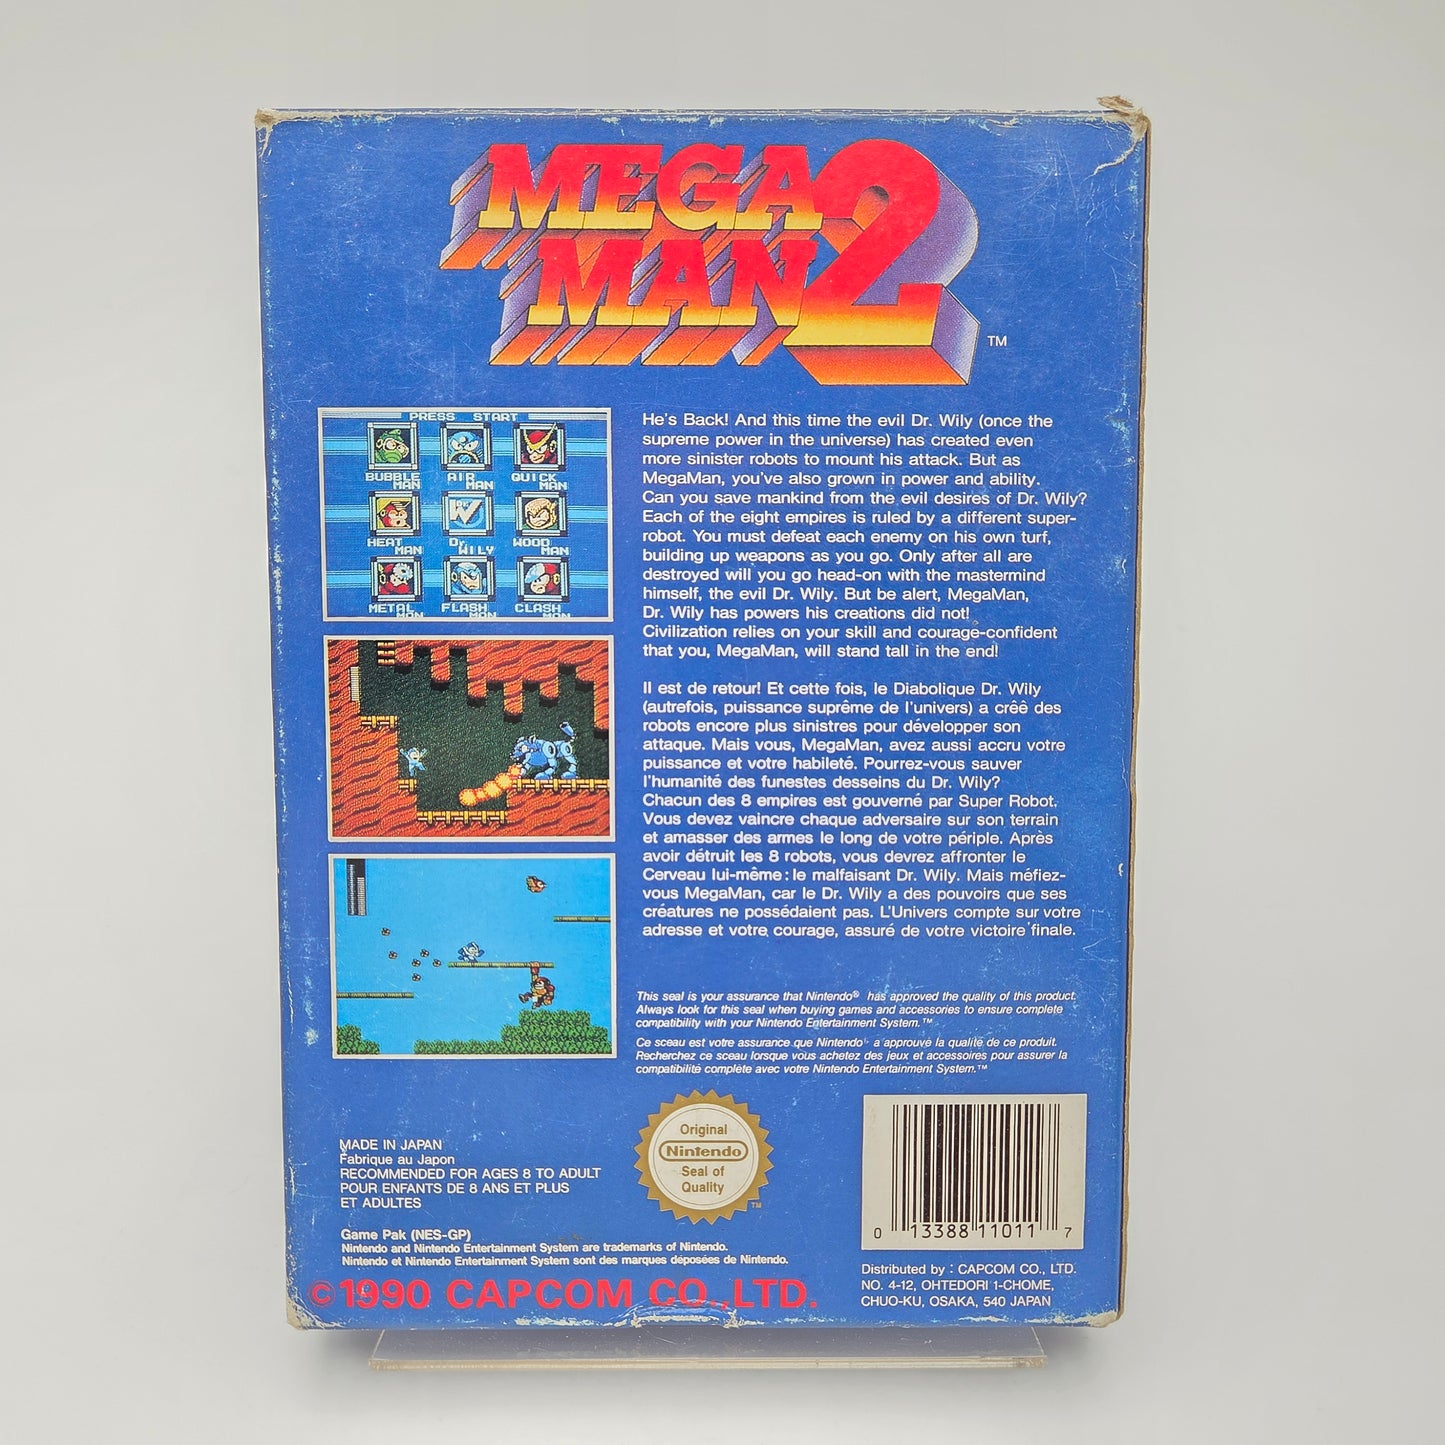 MEGA
MAN 2
TM
PRESS START
BUBBLE MAN AIR MAN QUICK MAN
HEAT MAN Dr. WILY WOOD MAN
METAL MAN FLASH MAN CLASH MAN
He's Back! And this time the evil Dr. Wily (once the
supreme power in the universe) has created even
more sinister robots to mount his attack. But as
MegaMan, you've also grown in power and ability.
Can you save mankind from the evil desires of Dr. Wily?
Each of the eight empires is ruled by a different super-
robot. You must defeat each enemy on his own turf,
building up weapons as you go. Only after all are
destroyed will you go head-on with the mastermind
himself, the evil Dr. Wily. But be alert, MegaMan,
Dr. Wily has powers his creations did not!
Civilization relies on your skill and courage-confident
that you, MegaMan, will stand tall in the end!
Il est de retour! Et cette fois, le Diabolique Dr. Wily
(autrefois, puissance suprême de l'univers) a crêê des
robots encore plus sinistres pour développer son
attaque. Mais vous, MegaMan, avez aussi accru votre
puissance et votre habileté. Pourrez-vous sauver
l'humanité des funestes desseins du Dr. Wily?
Chacun des 8 empires est gouverné par Super Robot.
Vous devez vaincre chaque adversaire sur son terrain
et amasser des armes le long de votre périple. Après
avoir détruit les 8 robots, vous devrez affronter le
Cerveau lui-même: le malfaisant Dr. Wily. Mais méfiez-
vous MegaMan, car le Dr. Wily a des pouvoirs que ses
créatures ne possédaient pas. L'Univers compte sur votre
adresse et votre courage, assuré de votre victoire finale.
This seal is your assurance that Nintendo® has approved the quality of this product.
Always look for this seal when buying games and accessories to ensure complete
compatibility with your Nintendo Entertainment System.™
Ce sceau est votre assurance que Nintendo® a approuvé la qualité de ce produit.
Recherchez ce sceau lorsque vous achetez des jeux et accessoires pour assurer la
compatibilité complète avec votre Nintendo Entertainment System.™
MADE IN JAPAN
Fabrique au Japon
RECOMMENDED FOR AGES 8 TO ADULT
POUR ENFANTS DE 8 ANS ET PLUS
ET ADULTES
Original
Nintendo
Seal of
Quality
TM
0 13388 11011 7
Game Pak (NES-GP)
Nintendo and Nintendo Entertainment System are trademarks of Nintendo.
Nintendo et Nintendo Entertainment System sont des marques déposées de Nintendo.
©1990 CAPCOM CO.,LTD.
Distributed by : CAPCOM CO., LTD.
NO. 4-12, OHTEDORI 1-CHOME,
CHUO-KU, OSAKA, 540 JAPAN